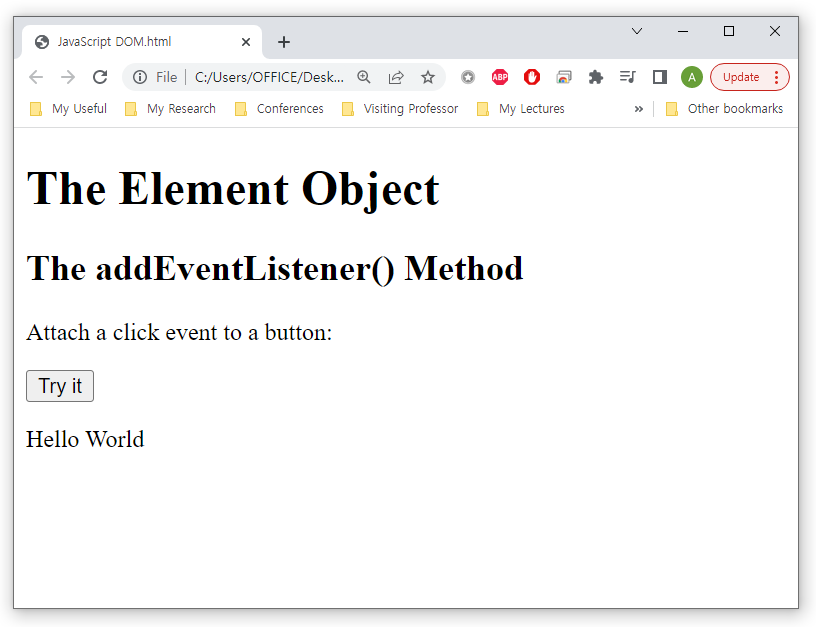 JavaScript DOM.html
File C:/Users/OFFICE/Desk...
ABP
A
Update
My Useful
My Research
Conferences
Visiting Professor
My Lectures
»
Other bookmarks
The Element Object
The addEventListener() Method
Attach a click event to a button:
Try it
Hello World